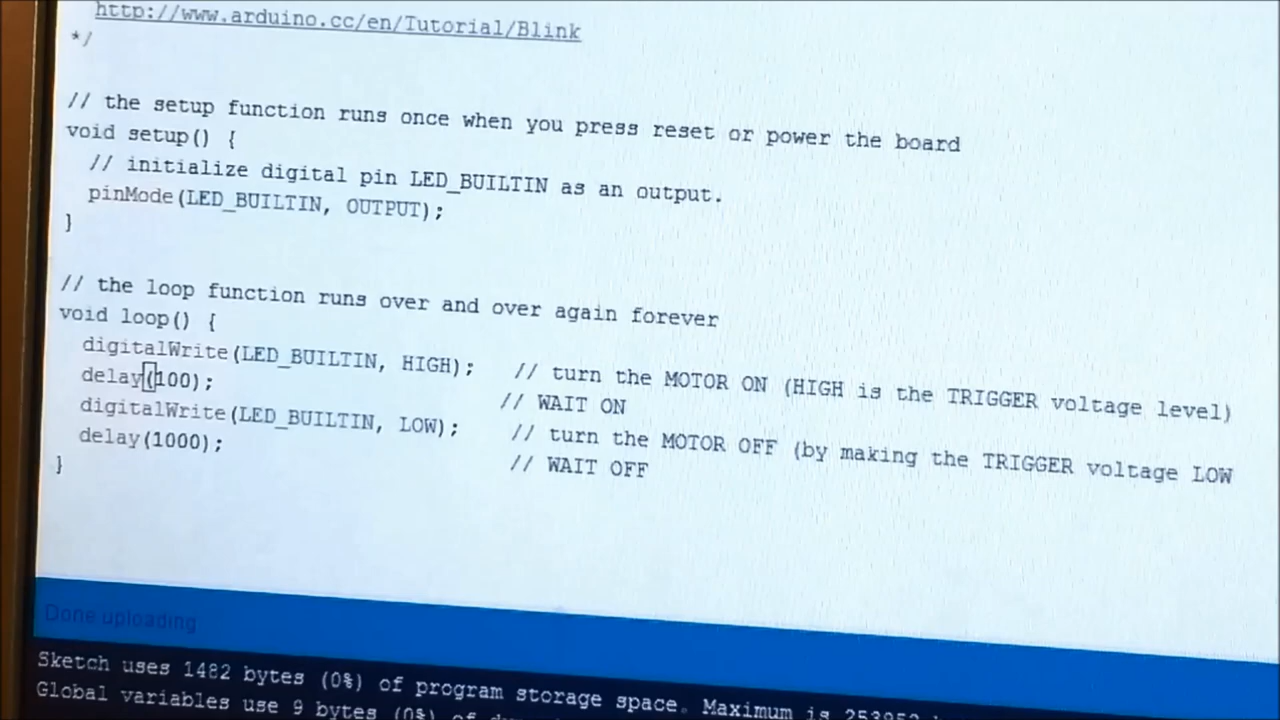 http://www.arduino.cc/en/Tutorial/Blink
*/
// the setup function runs once when you press reset or power the board
void setup() {
// initialize digital pin LED_BUILTIN as an output.
pinMode(LED_BUILTIN, OUTPUT);
}
// the loop function runs over and over again forever
void loop() {
digitalWrite(LED_BUILTIN, HIGH); // turn the MOTOR ON (HIGH is the TRIGGER voltage level)
delay(100); // WAIT ON
digitalWrite(LED_BUILTIN, LOW); // turn the MOTOR OFF (by making the TRIGGER voltage LOW
delay(1000); // WAIT OFF
}
Done uploading
Sketch uses 1482 bytes (0%) of program storage space. Maximum is 253952
Global variables use 9 bytes (0%) of